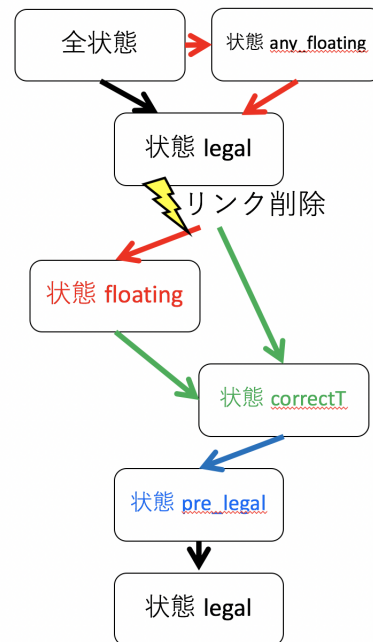 全状態
状態 any_floating
状態 legal
リンク削除
状態 floating
状態 correctT
状態 pre_legal
状態 legal